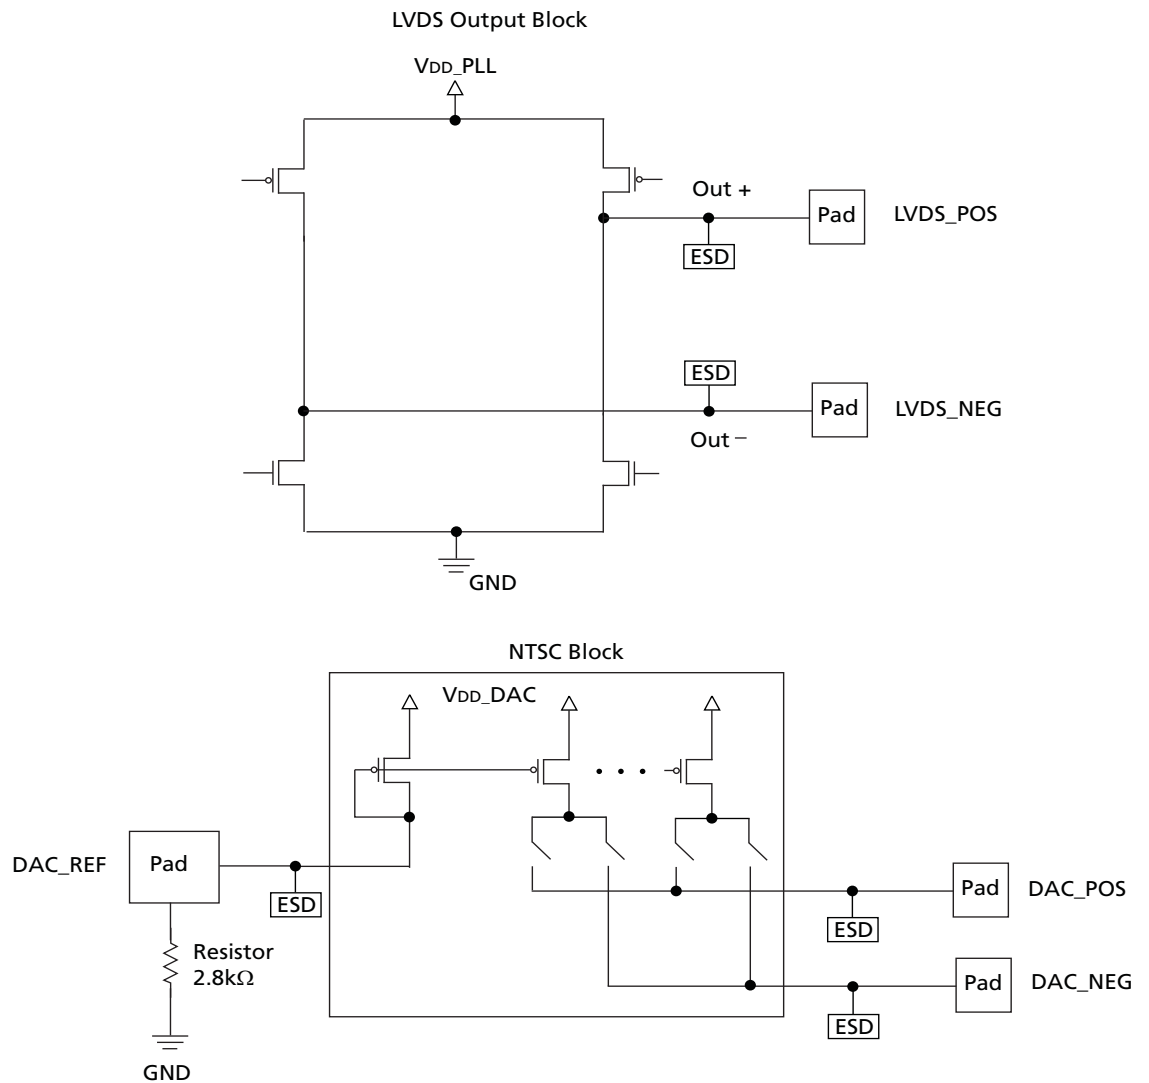 LVDS Output Block
VDD_PLL
Out +
Pad
LVDS_POS
ESD
ESD
Pad
LVDS_NEG
Out –
GND
NTSC Block
VDD_DAC
DAC_REF
Pad
ESD
Resistor
2.8kΩ
GND
Pad
DAC_POS
ESD
Pad
DAC_NEG
ESD